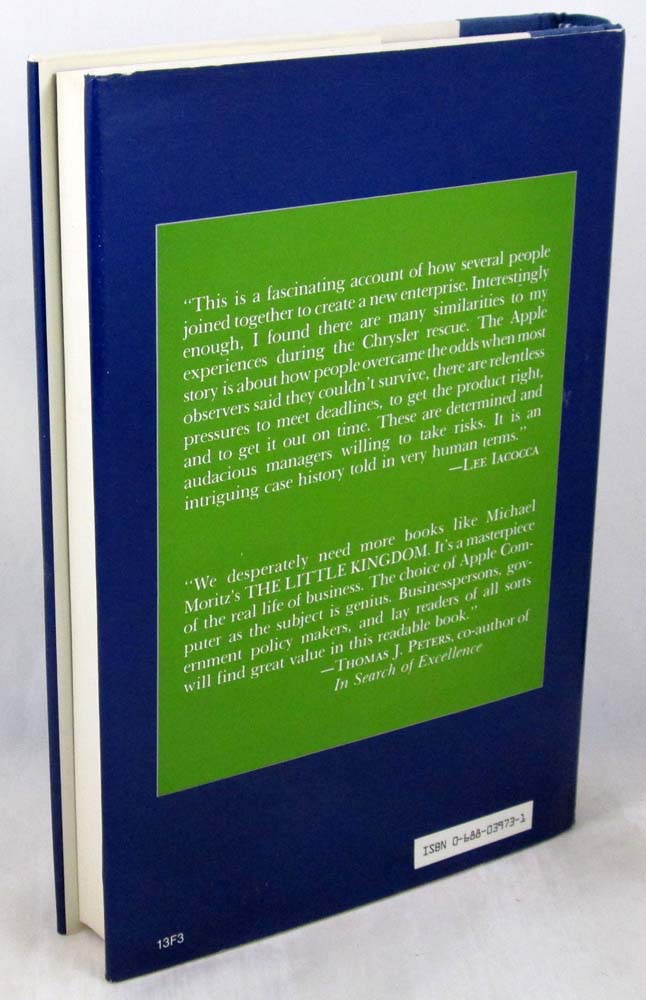 “This is a fascinating account of how several people
joined together to create a new enterprise. Interestingly
enough, I found there are many similarities to my
experiences during the Chrysler rescue. The Apple
story is about how people overcame the odds when most
observers said they couldn't survive, there are relentless
pressures to meet deadlines, to get the product right,
and to get it out on time. These are determined and
audacious managers willing to take risks. It is an
intriguing case history told in very human terms.”
—LEE IACOCCA
“We desperately need more books like Michael
Moritz's THE LITTLE KINGDOM. It's a masterpiece
of the real life of business. The choice of Apple Com-
puter as the subject is genius. Businesspersons, gov-
ernment policy makers, and lay readers of all sorts
will find great value in this readable book.”
—THOMAS J. PETERS, co-author of
In Search of Excellence
ISBN 0-688-03973-1
13F3